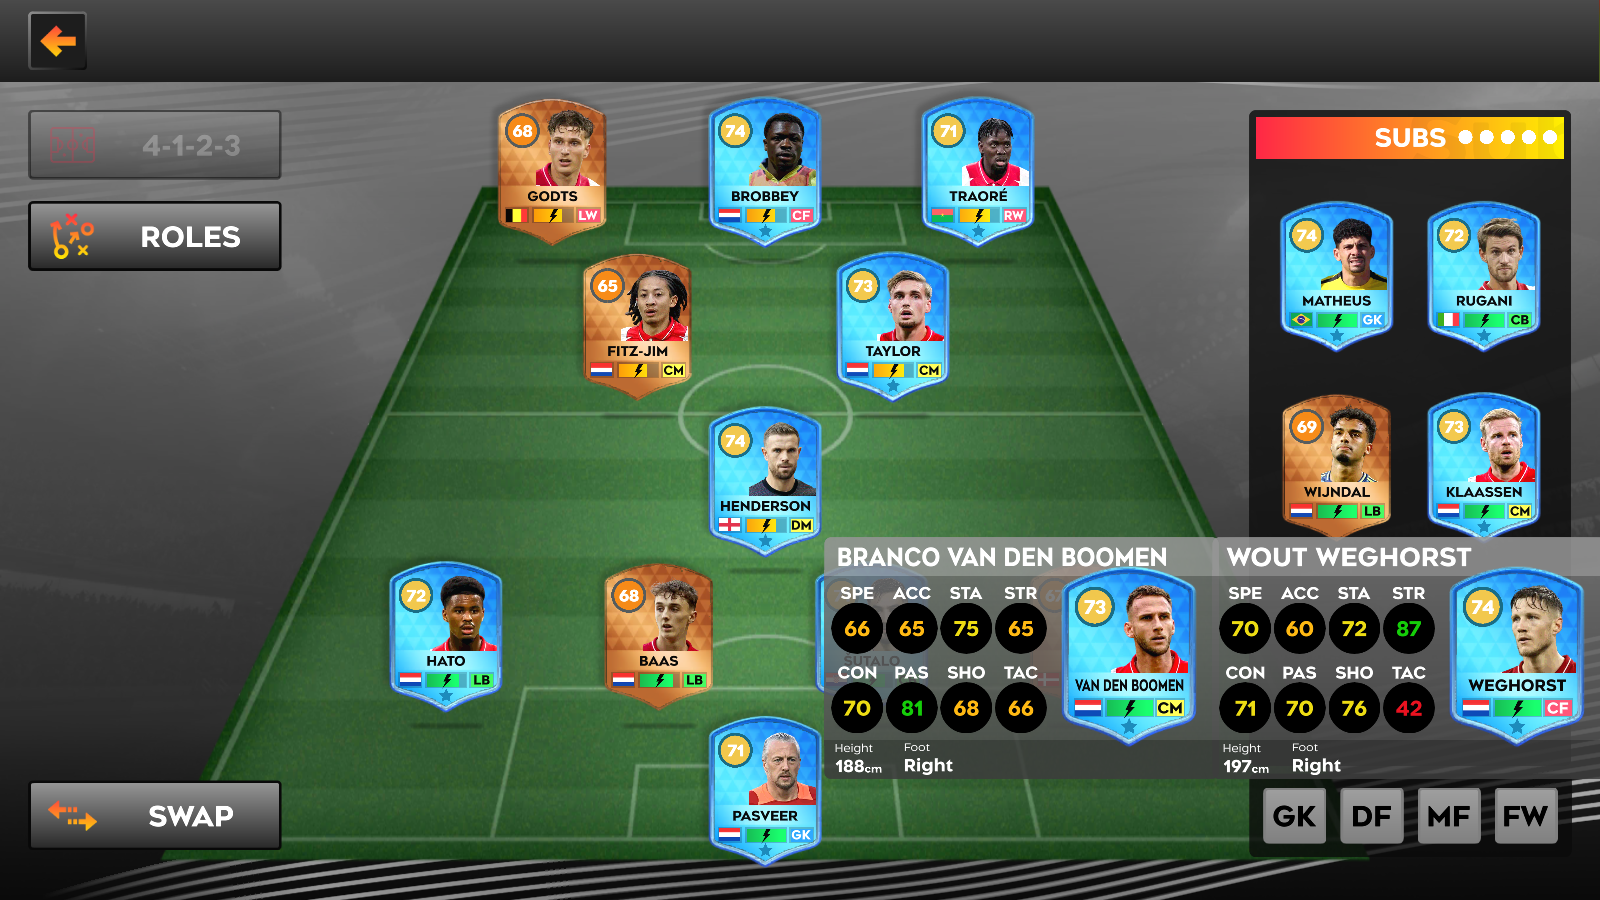 4-1-2-3
ROLES
SWAP
68
GODTS
LW
74
BROBBEY
CF
71
TRAORÉ
RW
65
FITZ-JIM
CM
73
TAYLOR
CM
74
HENDERSON
DM
72
HATO
LB
68
BAAS
LB
67
ŠUTALO
71
PASVEER
GK
SUBS
74
MATHEUS
GK
72
RUGANI
CB
69
WIJNDAL
LB
73
KLAASSEN
CM
BRANCO VAN DEN BOOMEN
SPE ACC STA STR
66 65 75 65
CON PAS SHO TAC
70 81 68 66
Height Foot
188cm Right
73
VAN DEN BOOMEN
CM
WOUT WEGHORST
SPE ACC STA STR
70 60 72 87
CON PAS SHO TAC
71 70 76 42
Height Foot
197cm Right
74
WEGHORST
CF
GK DF MF FW